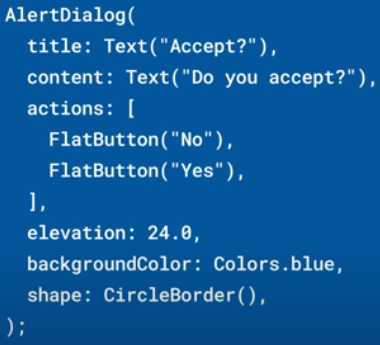 AlertDialog(
  title: Text("Accept?"),
  content: Text("Do you accept?"),
  actions: [
    FlatButton("No"),
    FlatButton("Yes"),
  ],
  elevation: 24.0,
  backgroundColor: Colors.blue,
  shape: CircleBorder(),
);